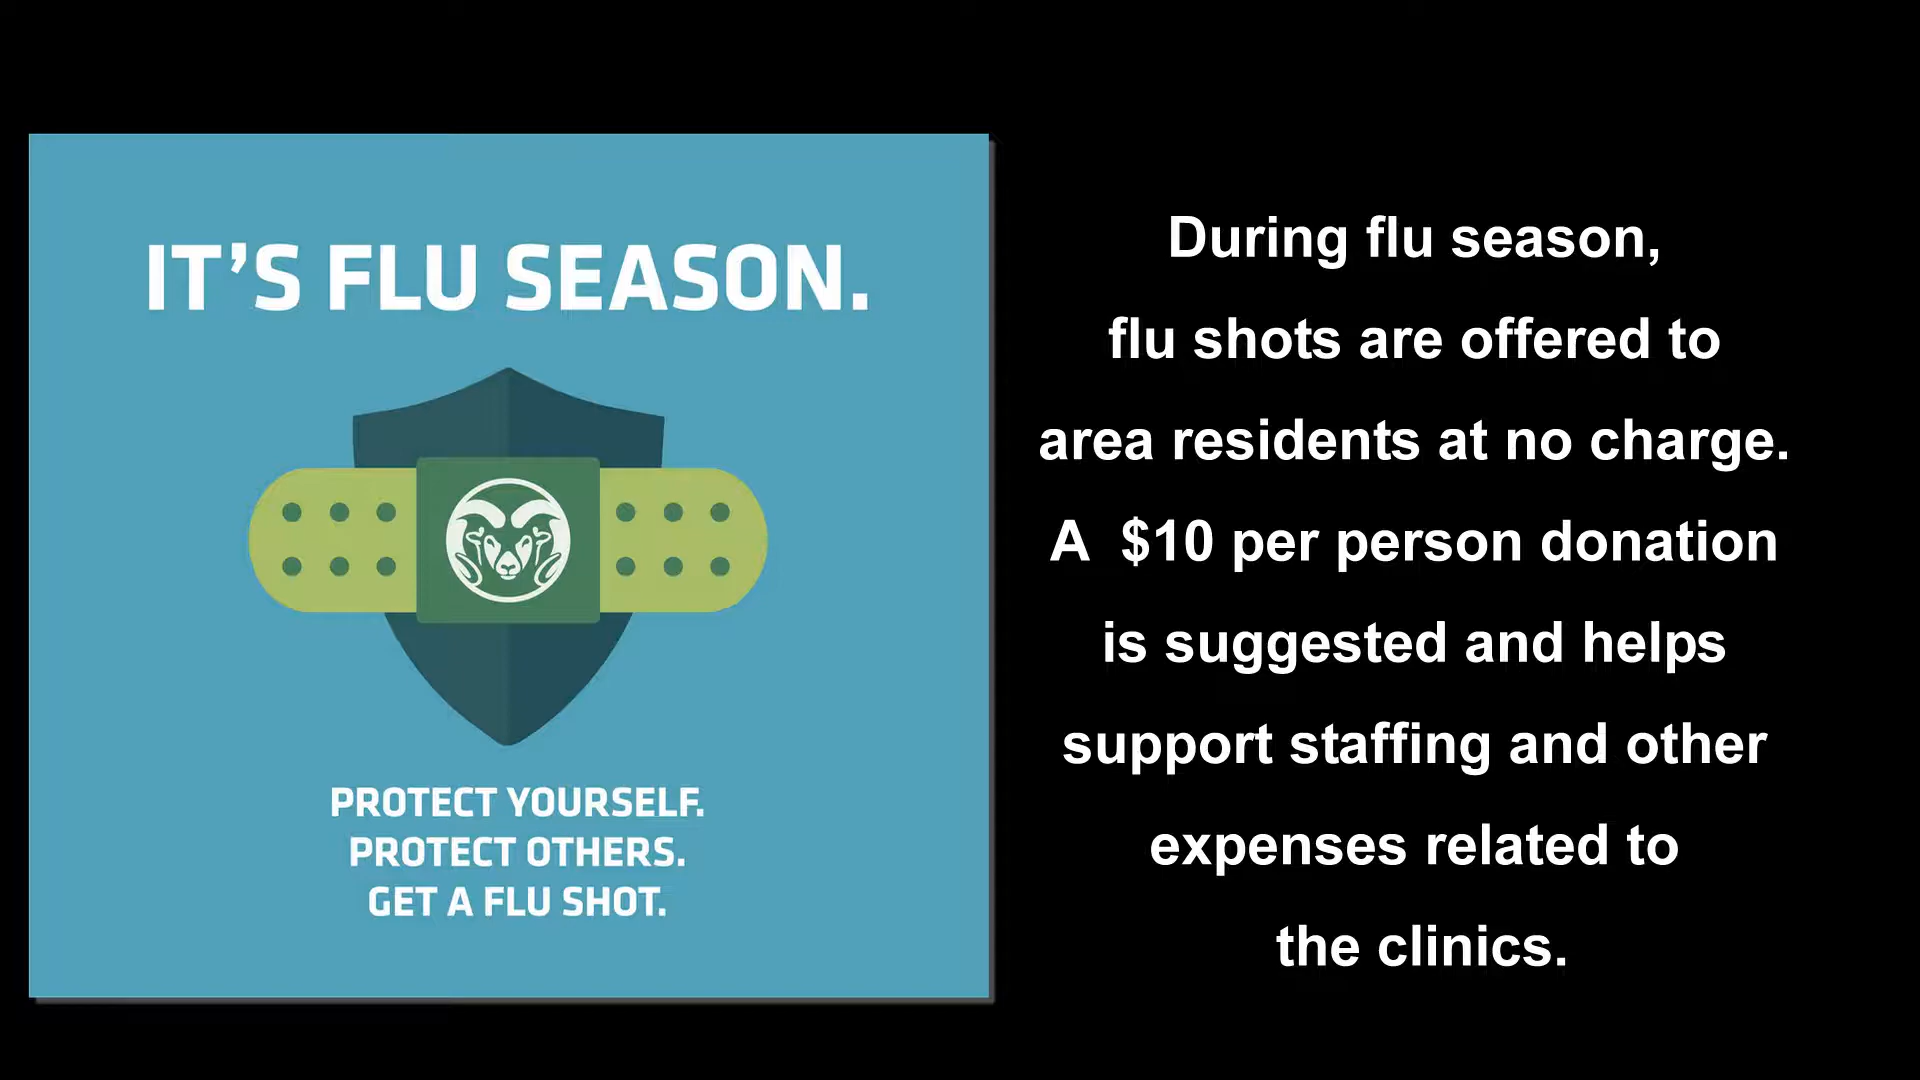 IT'S FLU SEASON.
PROTECT YOURSELF.
PROTECT OTHERS.
GET A FLU SHOT.
During flu season,
flu shots are offered to
area residents at no charge.
A  $10 per person donation
is suggested and helps
support staffing and other
expenses related to
the clinics.